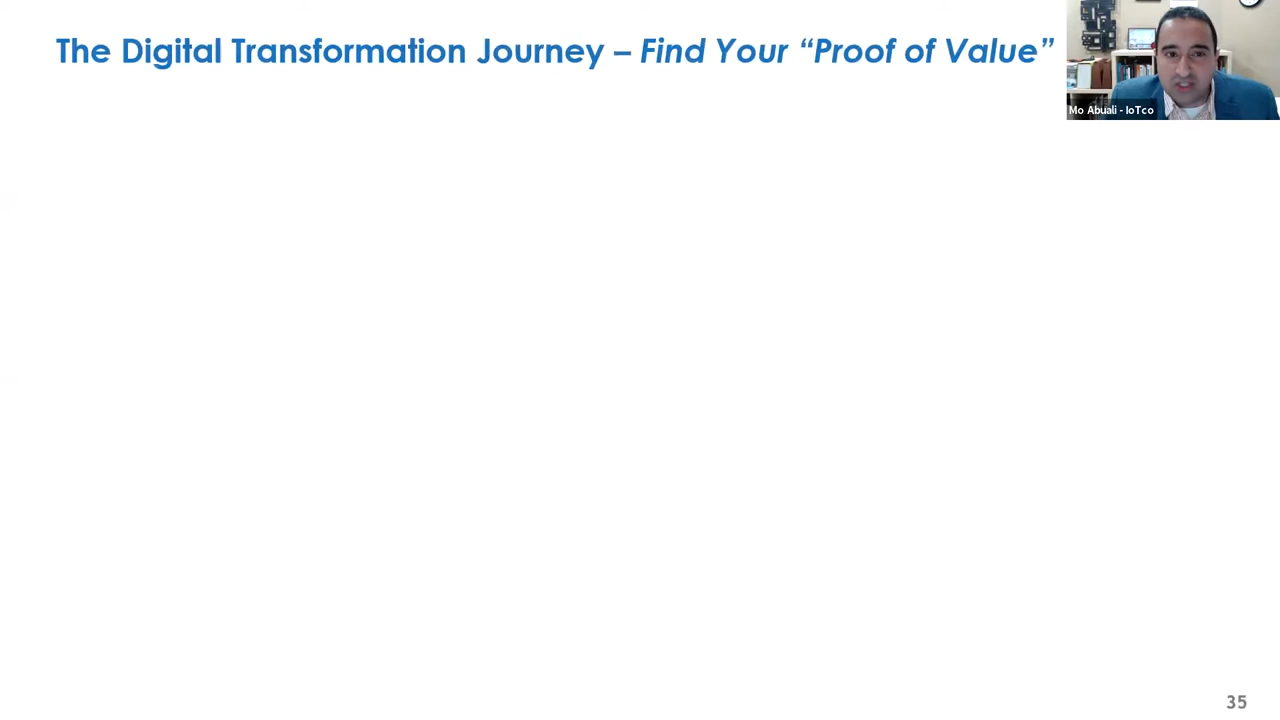 The Digital Transformation Journey – Find Your “Proof of Value”
Mo Abuali - IoTco
35